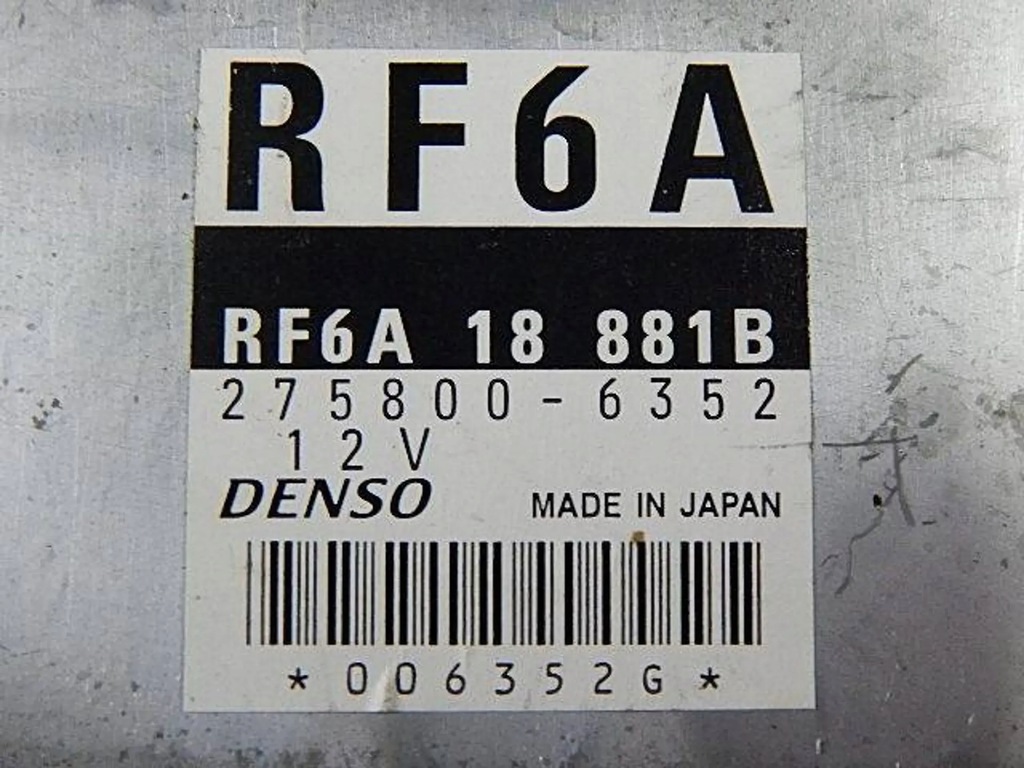 RF6A
RF6A 18 881B
275800-6352
12V
DENSO
MADE IN JAPAN
*006352G*